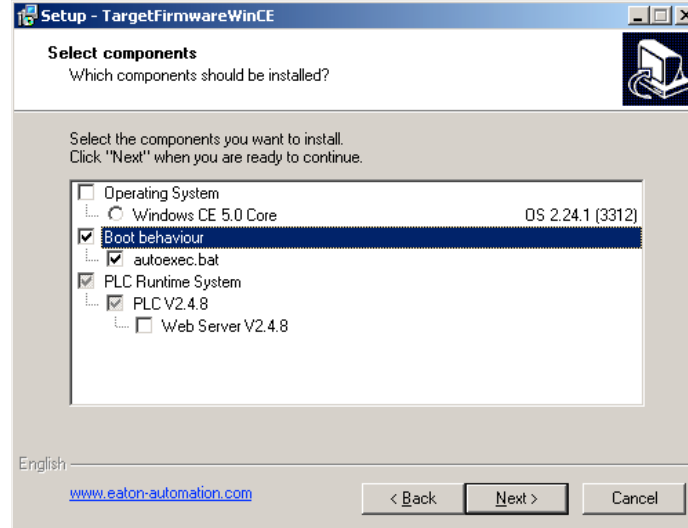 Setup - TargetFirmwareWinCE
Select components
Which components should be installed?
Select the components you want to install.
Click "Next" when you are ready to continue.
Operating System
Windows CE 5.0 Core OS 2.24.1 (3312)
Boot behaviour
autoexec.bat
PLC Runtime System
PLC V2.4.8
Web Server V2.4.8
English
www.eaton-automation.com
< Back Next > Cancel